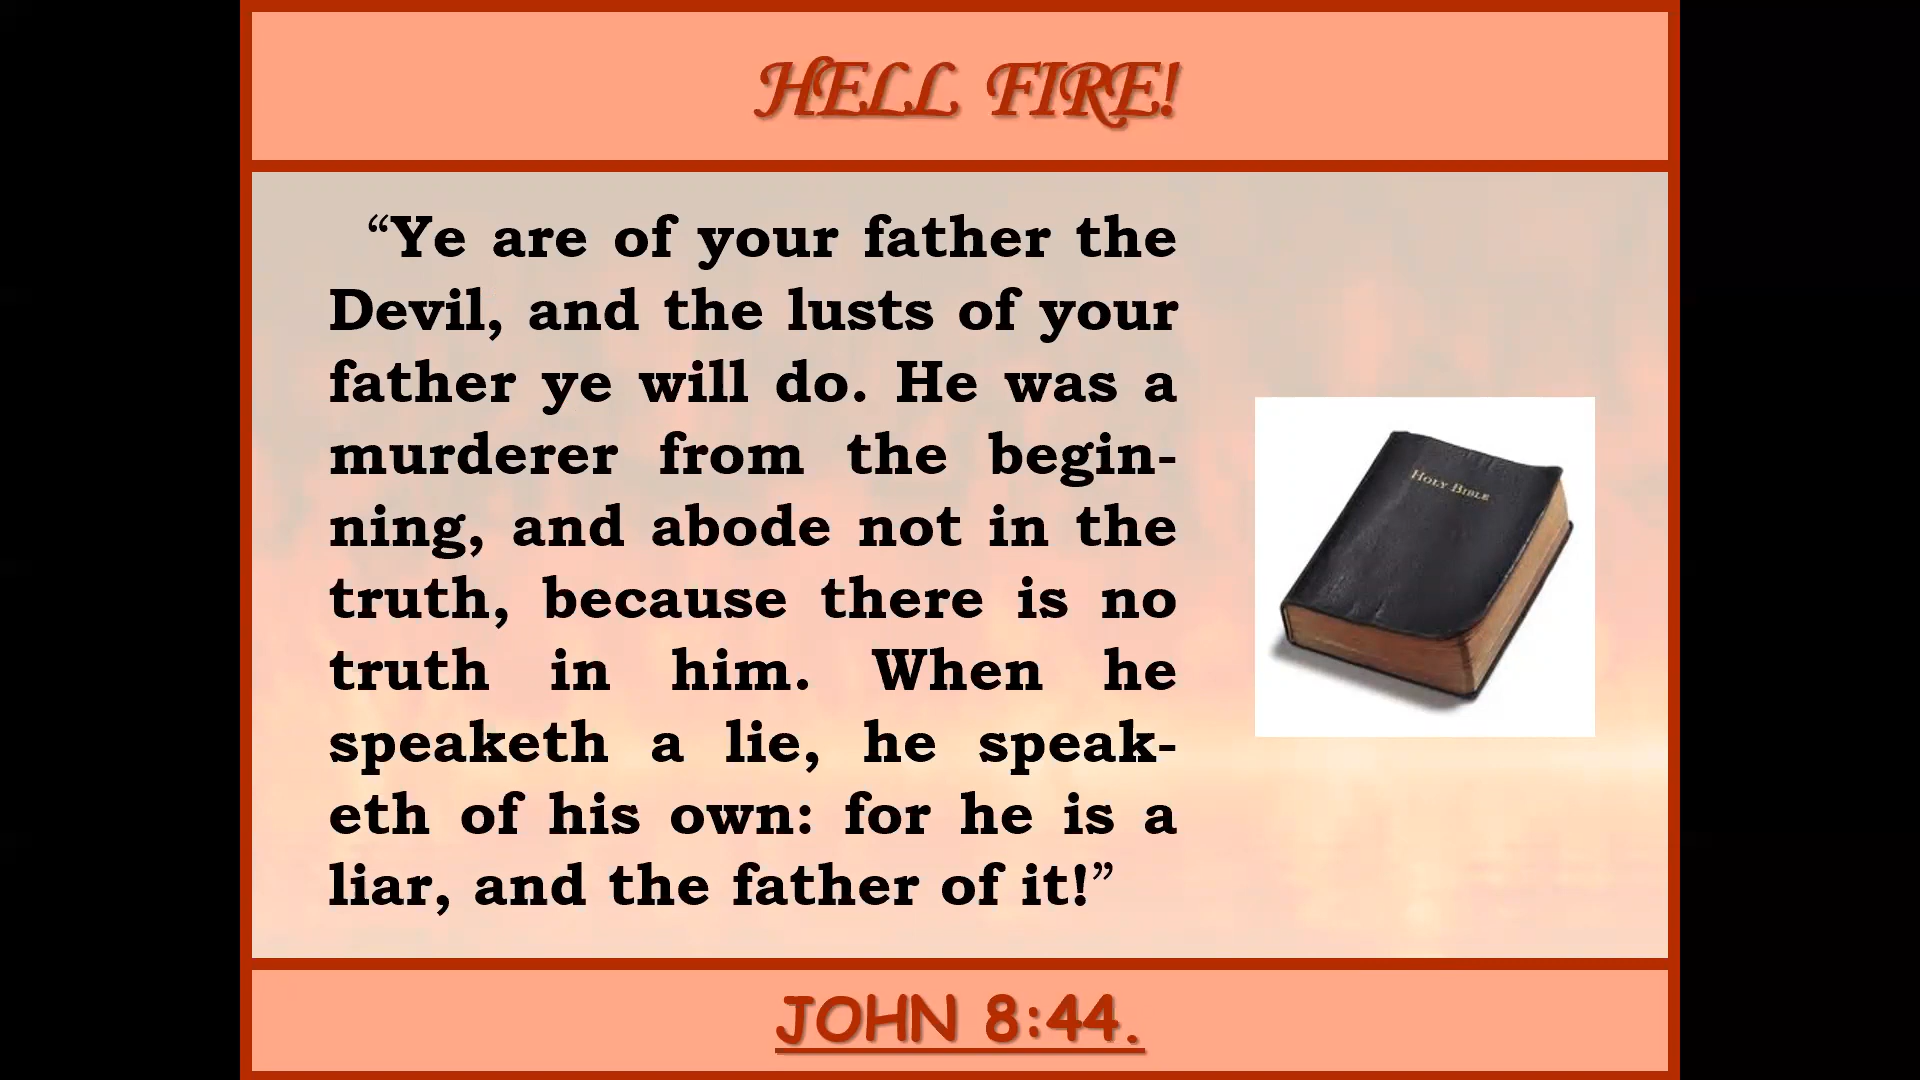 HELL FIRE!
“Ye are of your father the
Devil, and the lusts of your
father ye will do. He was a
murderer from the begin-
ning, and abode not in the
truth, because there is no
truth in him. When he
speaketh a lie, he speak-
eth of his own: for he is a
liar, and the father of it!”
HOLY BIBLE
JOHN 8:44.